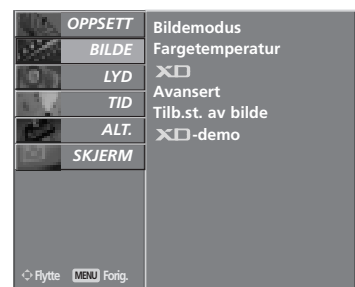 OPPSETT
BILDE
LYD
TID
ALT.
SKJERM
Flytte MENU Forig.
Bildemodus
Fargetemperatur
XD
Avansert
Tilb.st. av bilde
XD-demo